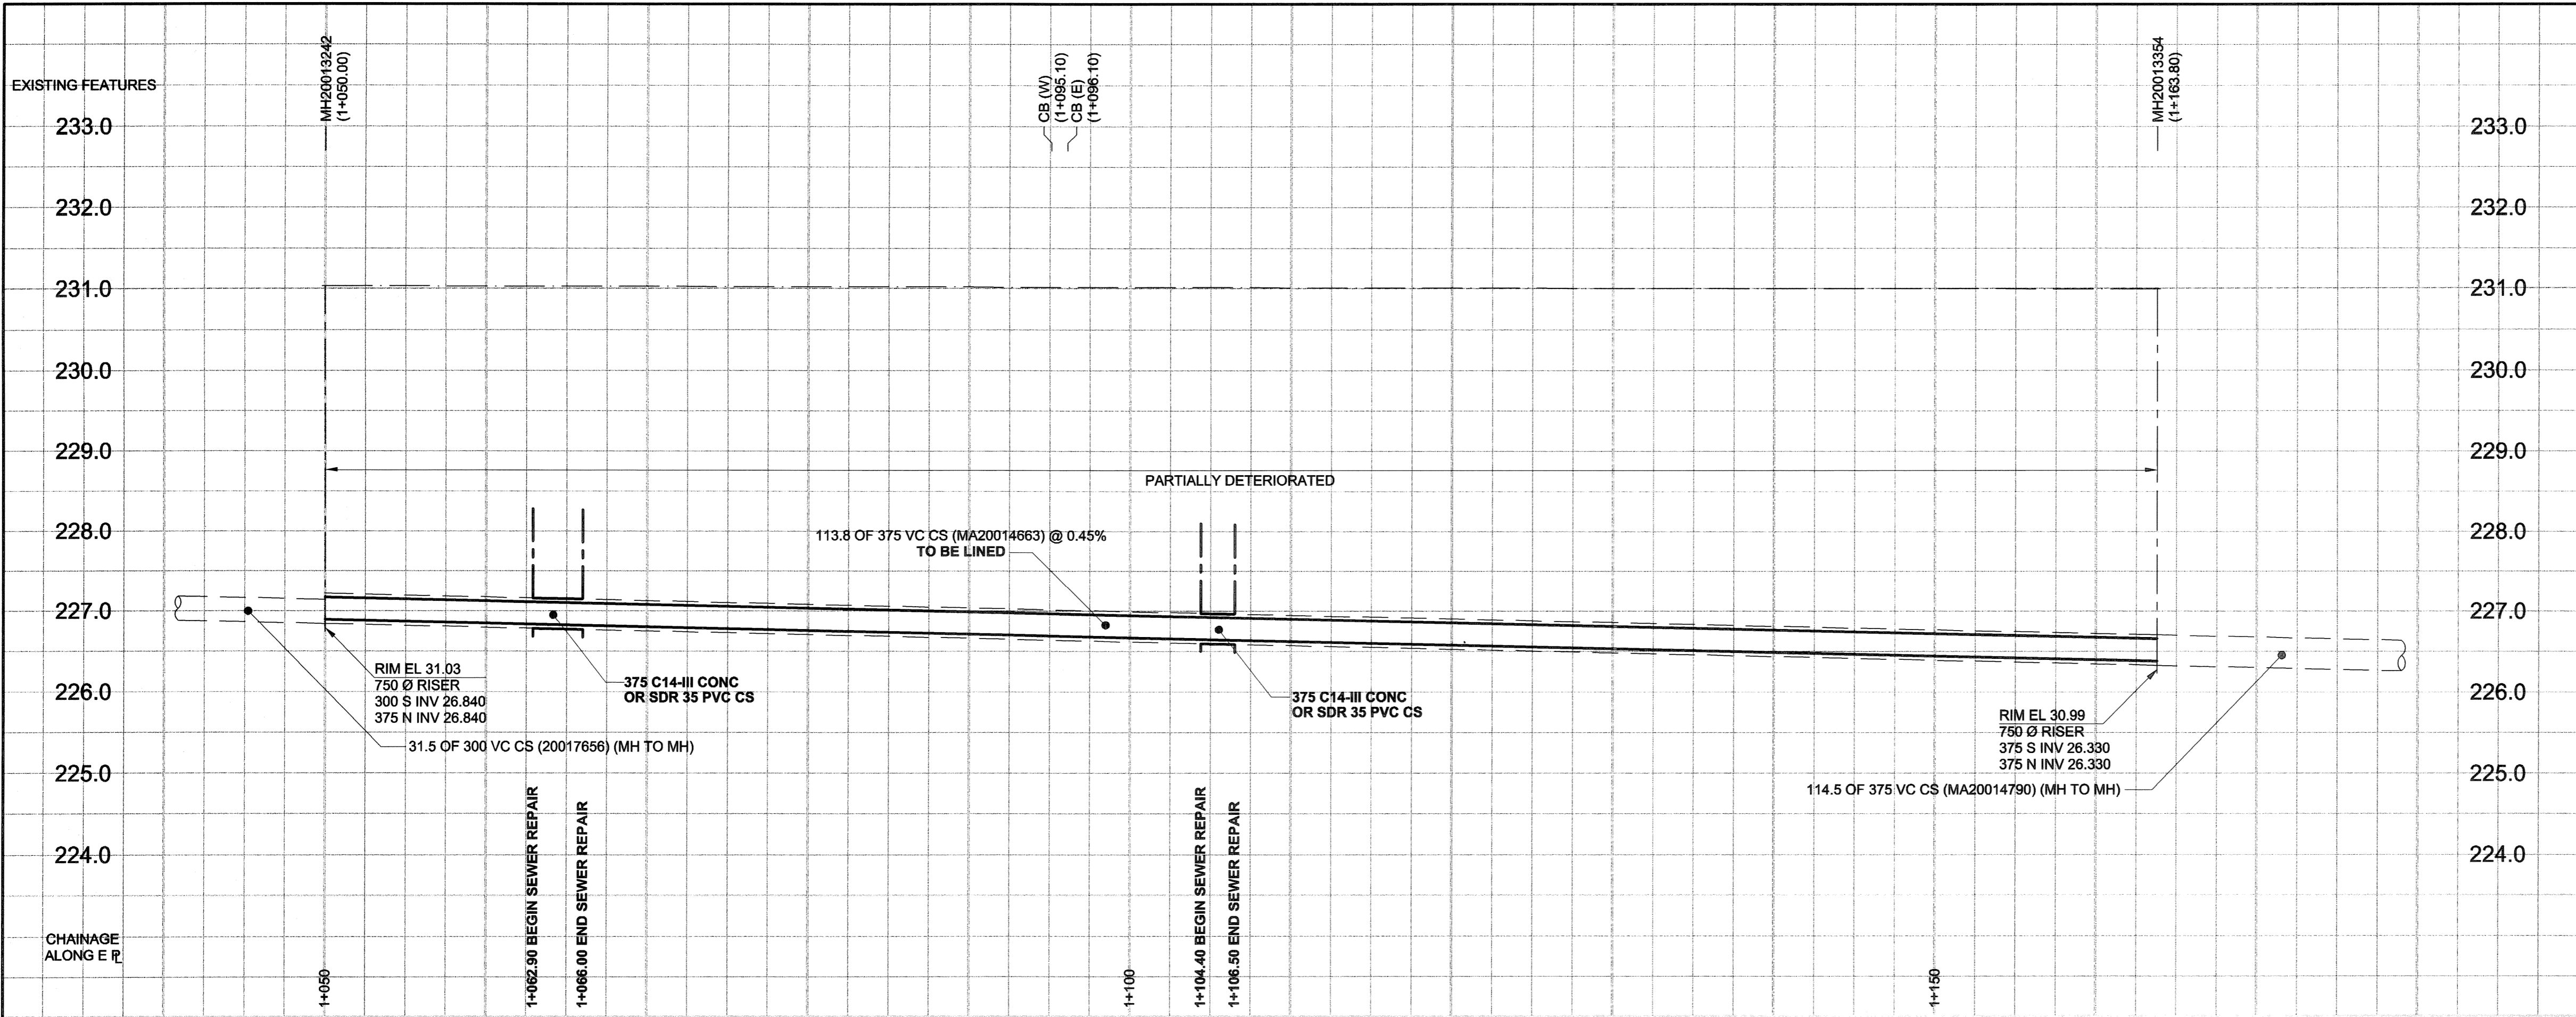 EXISTING FEATURES
MH20013242
(1+050.00)
CB (W)
(1+095.10)
CB (E)
(1+096.10)
MH20013354
(1+163.80)
233.0
233.0
232.0
232.0
231.0
231.0
230.0
230.0
229.0
229.0
PARTIALLY DETERIORATED
228.0
228.0
113.8 OF 375 VC CS (MA20014663) @ 0.45%
TO BE LINED
227.0
227.0
RIM EL 31.03
750 Ø RISER
300 S INV 26.840
375 N INV 26.840
375 C14-III CONC
OR SDR 35 PVC CS
375 C14-III CONC
OR SDR 35 PVC CS
226.0
226.0
RIM EL 30.99
750 Ø RISER
375 S INV 26.330
375 N INV 26.330
31.5 OF 300 VC CS (20017656) (MH TO MH)
225.0
225.0
114.5 OF 375 VC CS (MA20014790) (MH TO MH)
224.0
224.0
1+062.90 BEGIN SEWER REPAIR
1+066.00 END SEWER REPAIR
1+104.40 BEGIN SEWER REPAIR
1+106.50 END SEWER REPAIR
CHAINAGE
ALONG E PL
1+050
1+100
1+150